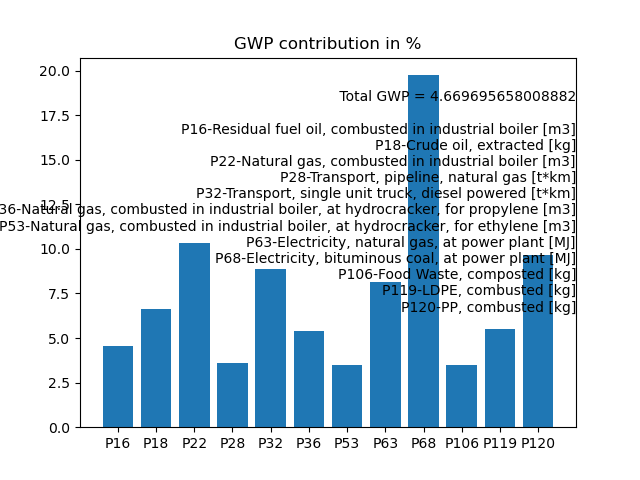 GWP contribution in %
20.0
Total GWP = 4.669695658008882
17.5
P16-Residual fuel oil, combusted in industrial boiler [m3]
P18-Crude oil, extracted [kg]
15.0
P22-Natural gas, combusted in industrial boiler [m3]
P28-Transport, pipeline, natural gas [t*km]
P32-Transport, single unit truck, diesel powered [t*km]
12.5
36-Natural gas, combusted in industrial boiler, at hydrocracker, for propylene [m3]
P53-Natural gas, combusted in industrial boiler, at hydrocracker, for ethylene [m3]
P63-Electricity, natural gas, at power plant [MJ]
10.0
P68-Electricity, bituminous coal, at power plant [MJ]
P106-Food Waste, composted [kg]
P119-LDPE, combusted [kg]
7.5
P120-PP, combusted [kg]
5.0
2.5
0.0
P16 P18 P22 P28 P32 P36 P53 P63 P68 P106 P119 P120